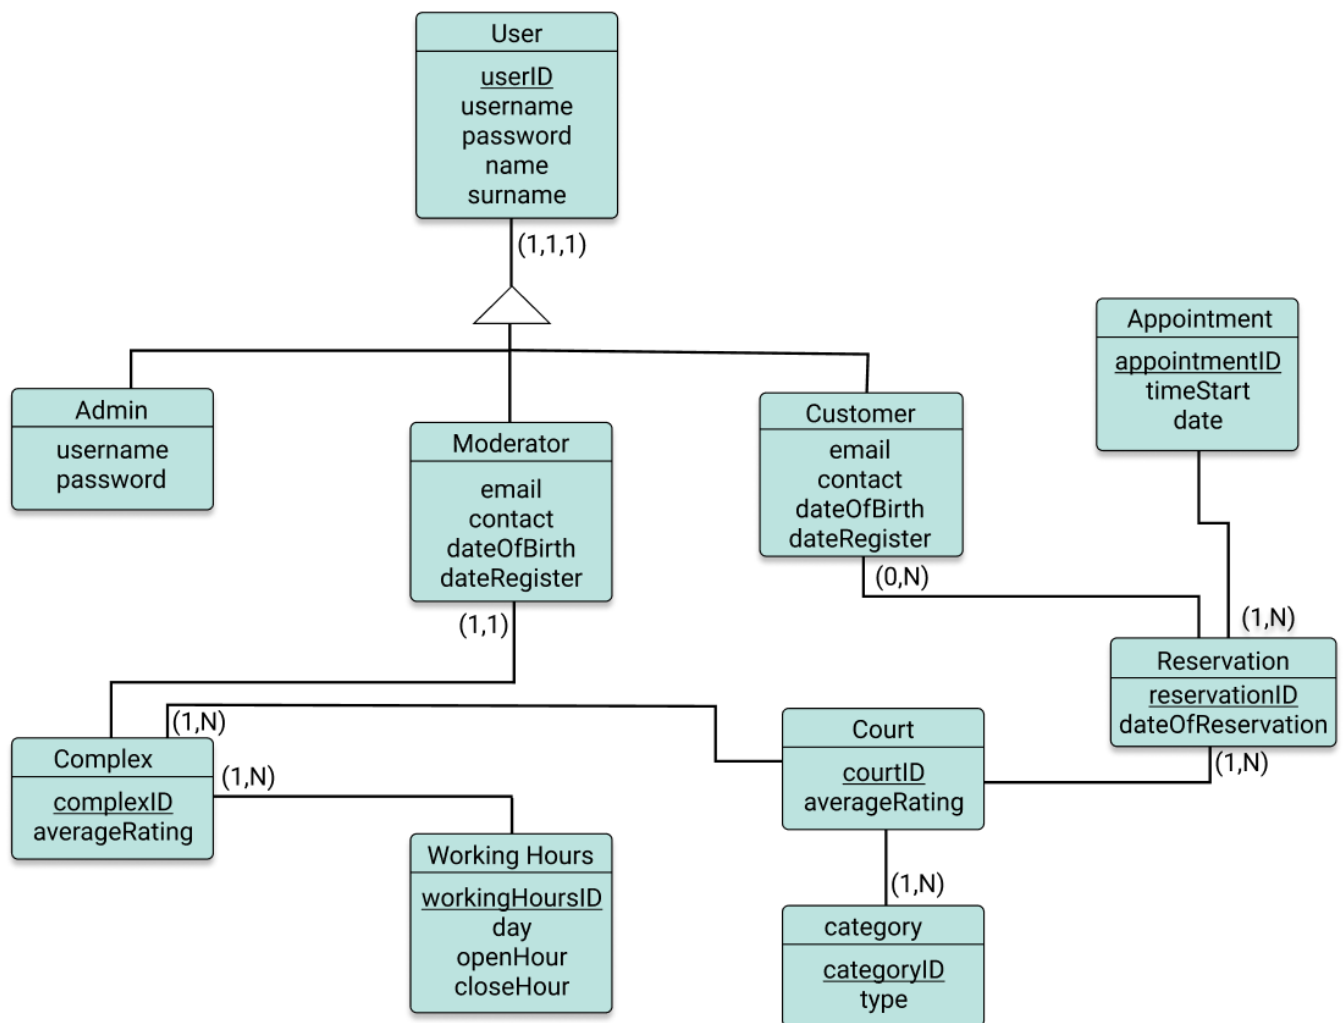 User
userID
username
password
name
surname
(1,1,1)
Appointment
appointmentID
timeStart
date
Admin
username
password
Moderator
email
contact
dateOfBirth
dateRegister
(1,1)
Customer
email
contact
dateOfBirth
dateRegister
(0,N)
(1,N)
Reservation
reservationID
dateOfReservation
(1,N)
(1,N)
Complex
complexID
averageRating
(1,N)
Court
courtID
averageRating
Working Hours
workingHoursID
day
openHour
closeHour
(1,N)
category
categoryID
type